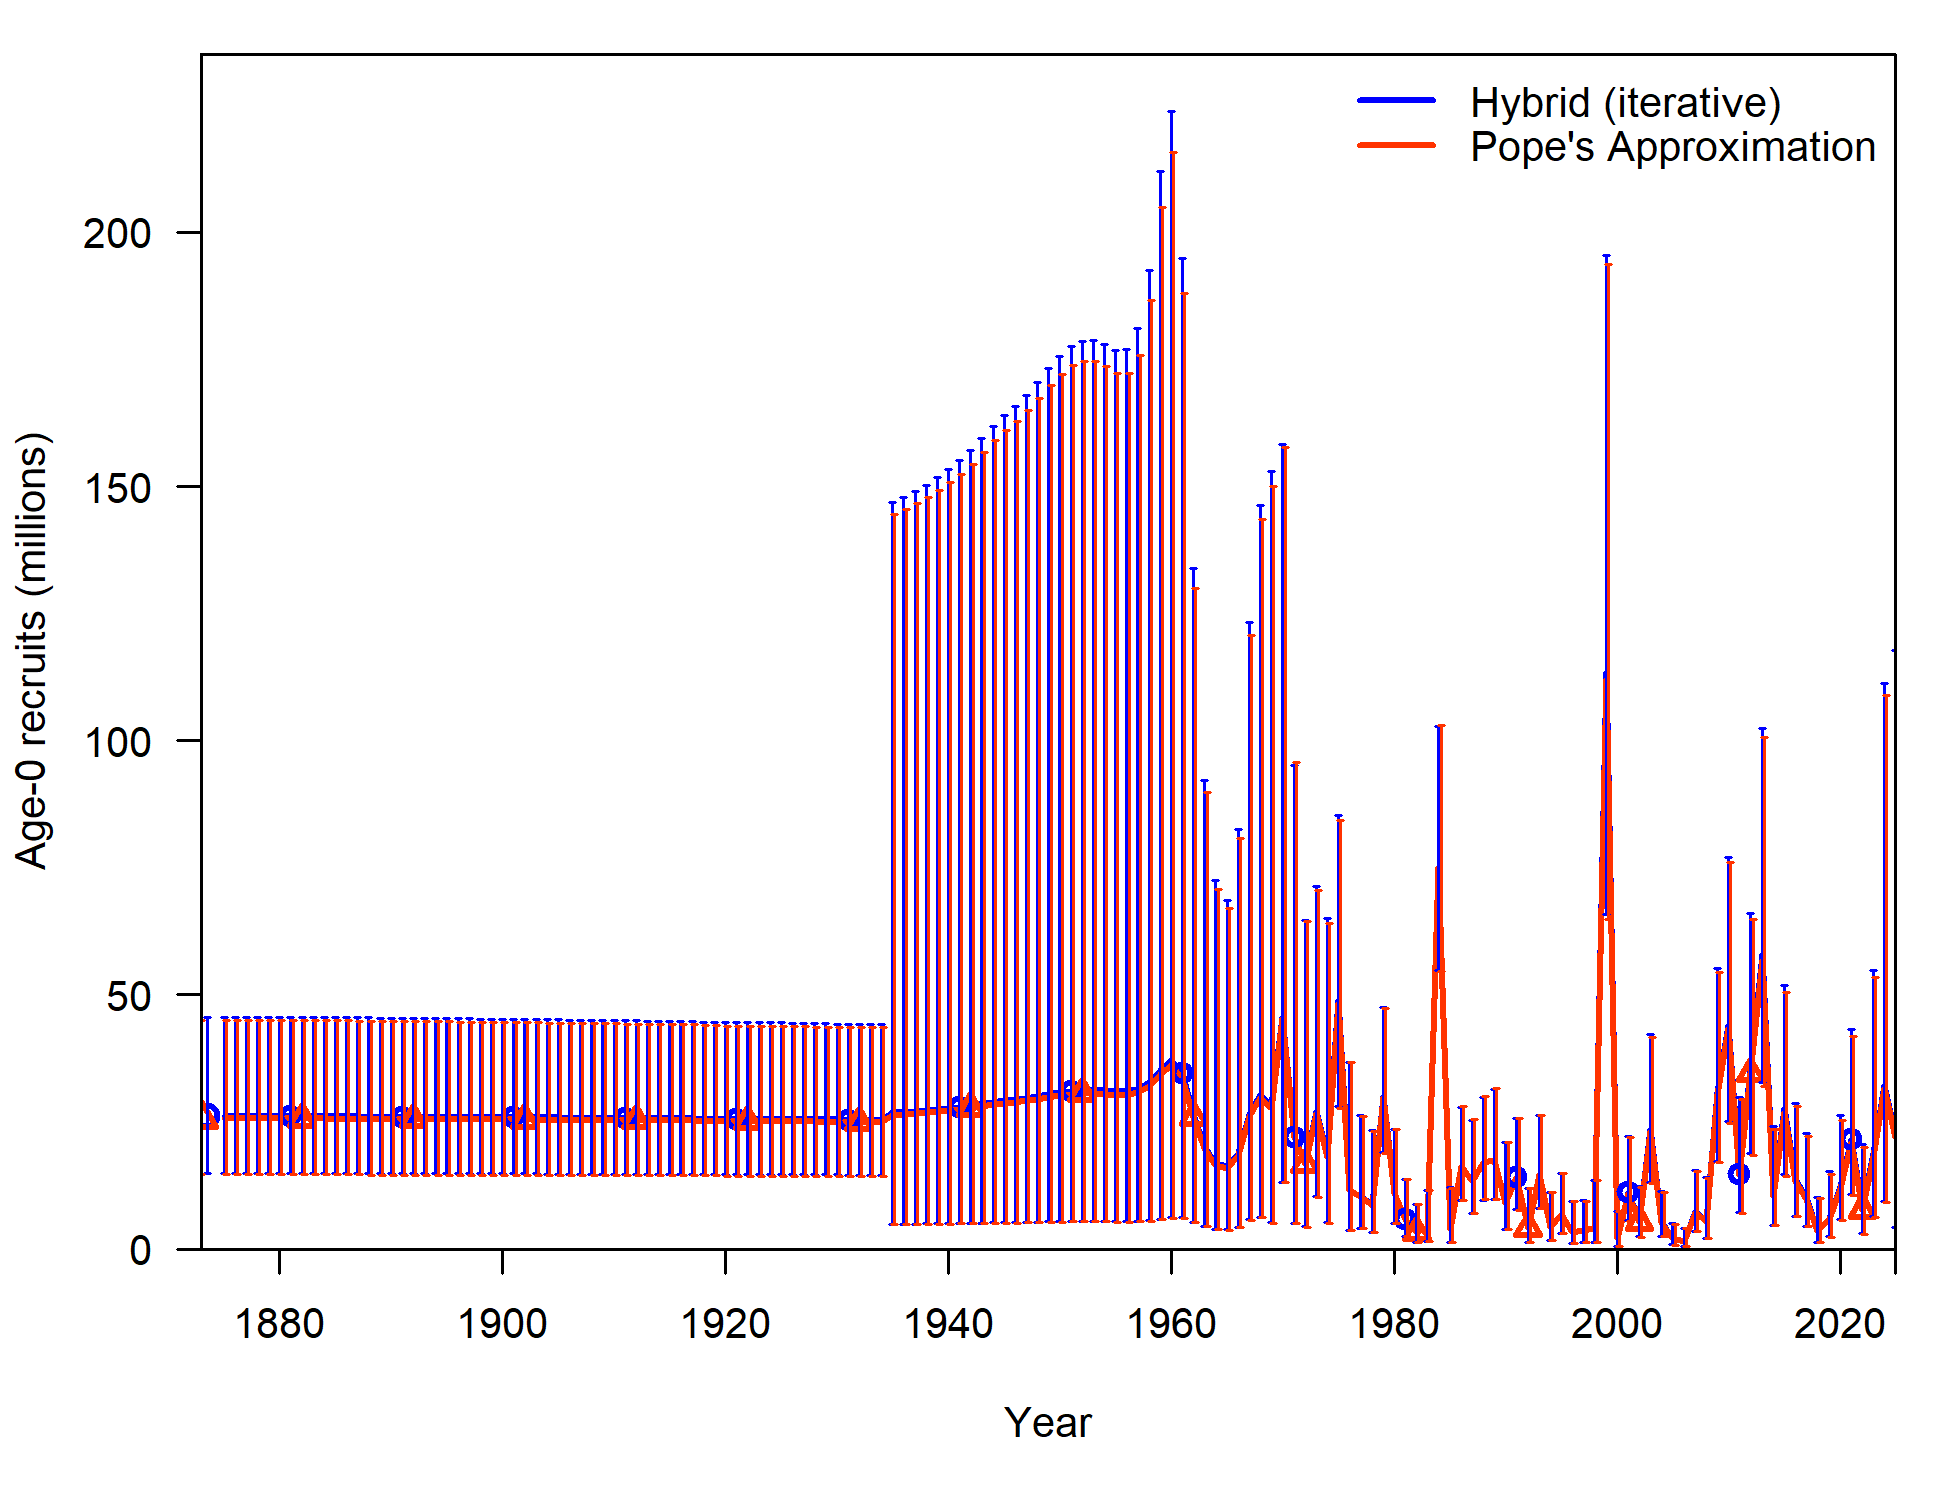 Hybrid (iterative)
Pope's Approximation
Age-0 recruits (millions)
200
150
100
50
0
1880 1900 1920 1940 1960 1980 2000 2020
Year